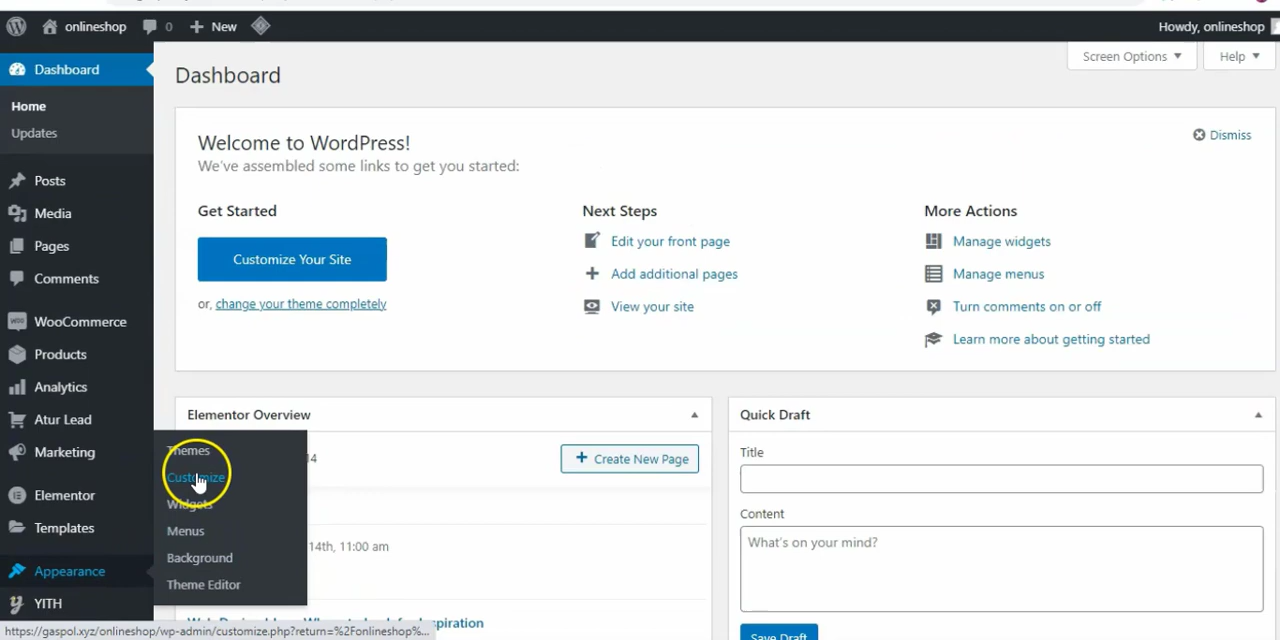 onlineshop
0
New
Howdy, onlineshop
Dashboard
Home
Updates
Posts
Media
Pages
Comments
WooCommerce
Products
Analytics
Atur Lead
Marketing
Elementor
Templates
Appearance
YITH
Themes
Customize
Widgets
Menus
Background
Theme Editor
Dashboard
Screen Options
Help
Welcome to WordPress!
Dismiss
We've assembled some links to get you started:
Get Started
Customize Your Site
or, change your theme completely
Next Steps
Edit your front page
Add additional pages
View your site
More Actions
Manage widgets
Manage menus
Turn comments on or off
Learn more about getting started
Elementor Overview
14
Create New Page
14th, 11:00 am
Quick Draft
Title
Content
What's on your mind?
Save Draft
https://gaspol.xyz/onlineshop/wp-admin/customize.php?return=%2Fonlineshop%...